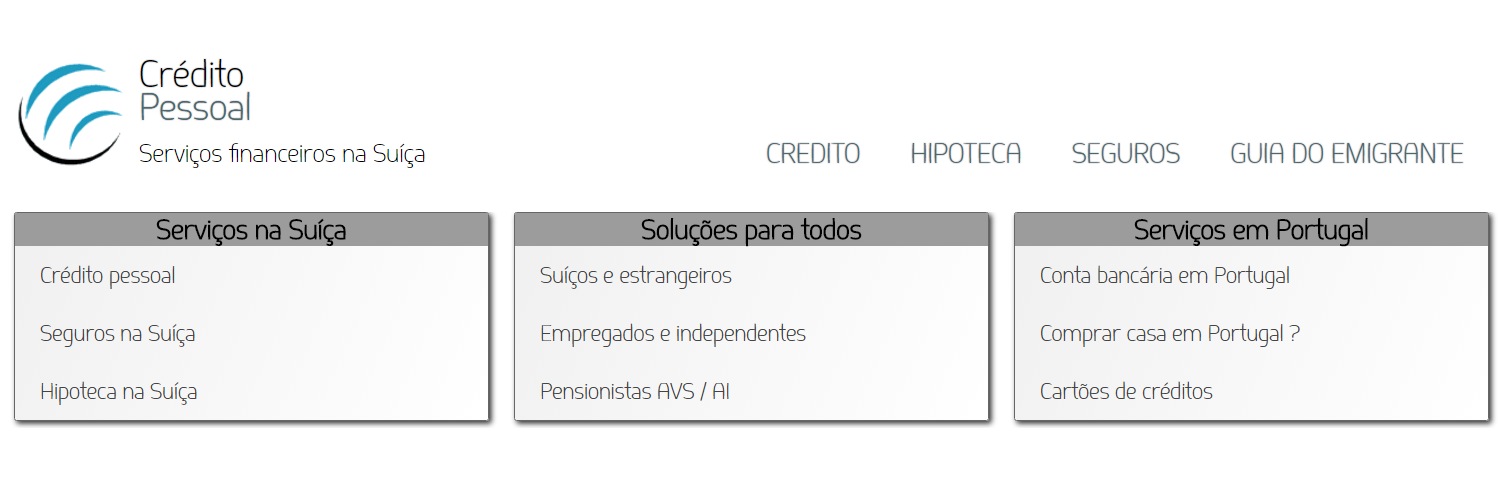 Crédito
Pessoal
Serviços financeiros na Suíça
CREDITO HIPOTECA SEGUROS GUIA DO EMIGRANTE
Serviços na Suíça
Crédito pessoal
Seguros na Suíça
Hipoteca na Suíça
Soluções para todos
Suíços e estrangeiros
Empregados e independentes
Pensionistas AVS / AI
Serviços em Portugal
Conta bancária em Portugal
Comprar casa em Portugal ?
Cartões de créditos